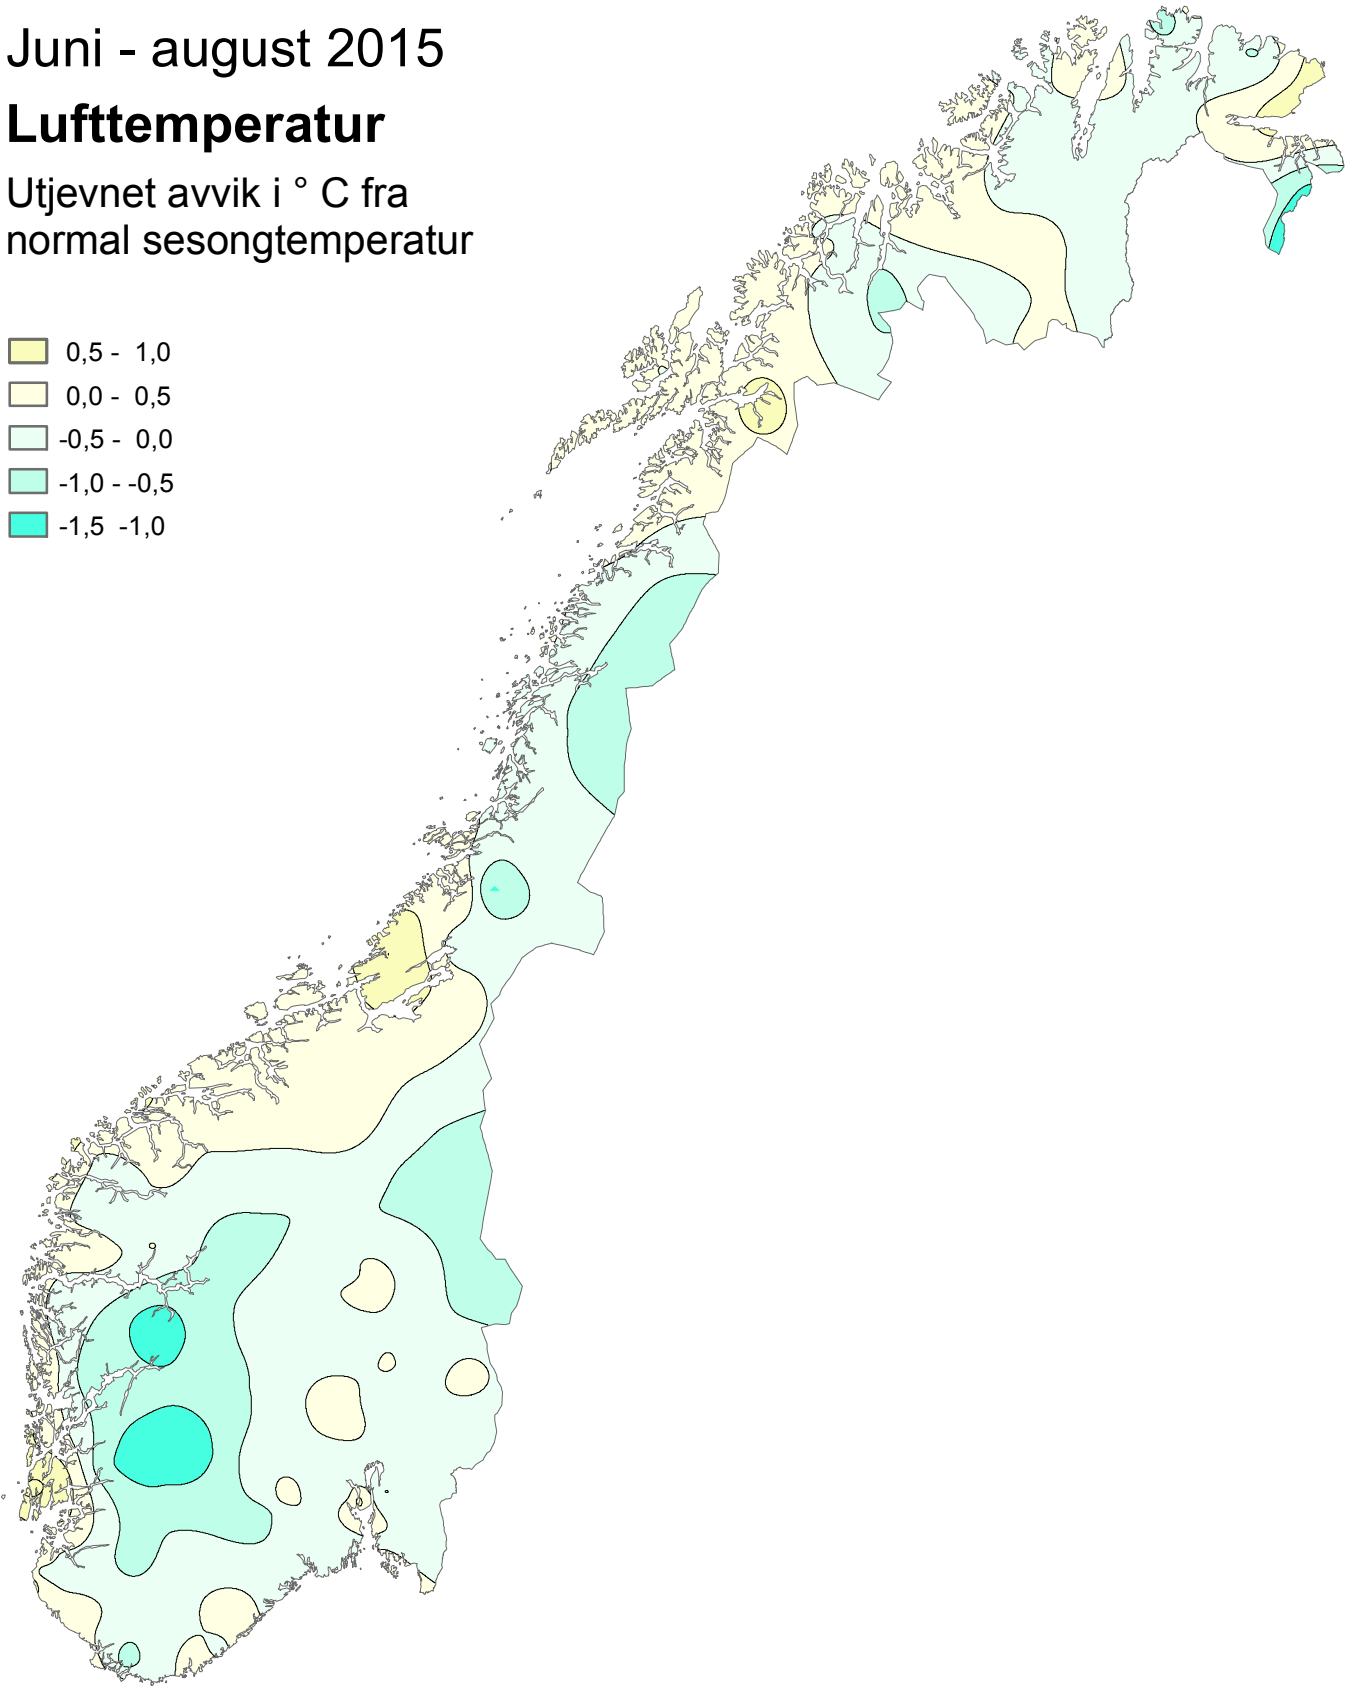 Juni - august 2015
Lufttemperatur
Utjevnet avvik i ° C fra
normal sesongtemperatur
0,5 - 1,0
0,0 - 0,5
-0,5 - 0,0
-1,0 - -0,5
-1,5 -1,0